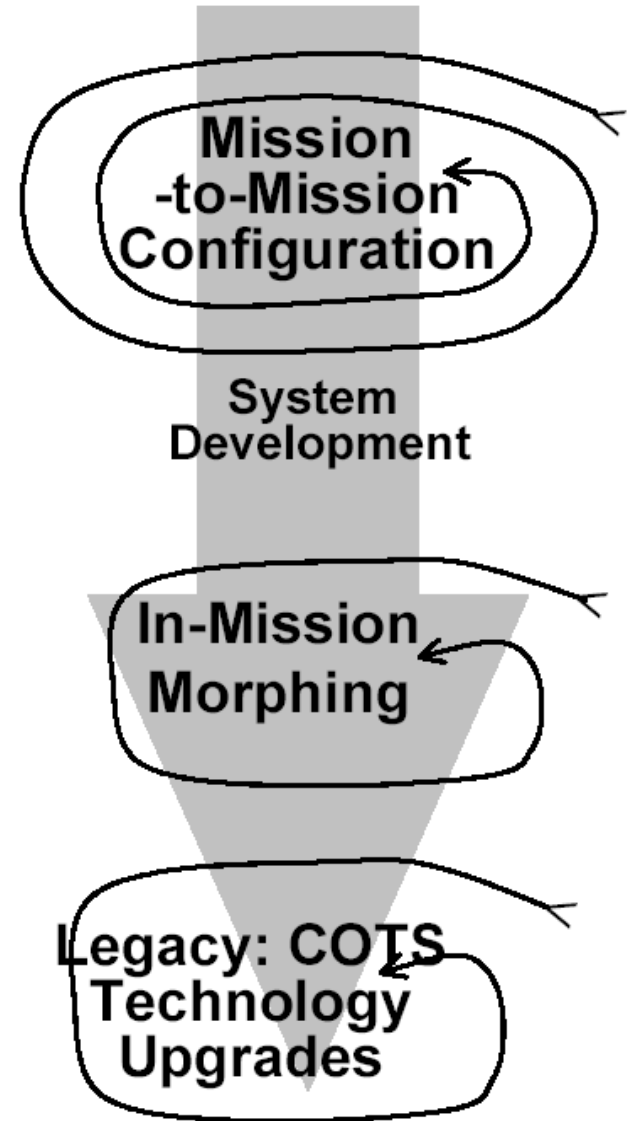 Mission
-to-Mission
Configuration
System
Development
In-Mission
Morphing
Legacy: COTS
Technology
Upgrades